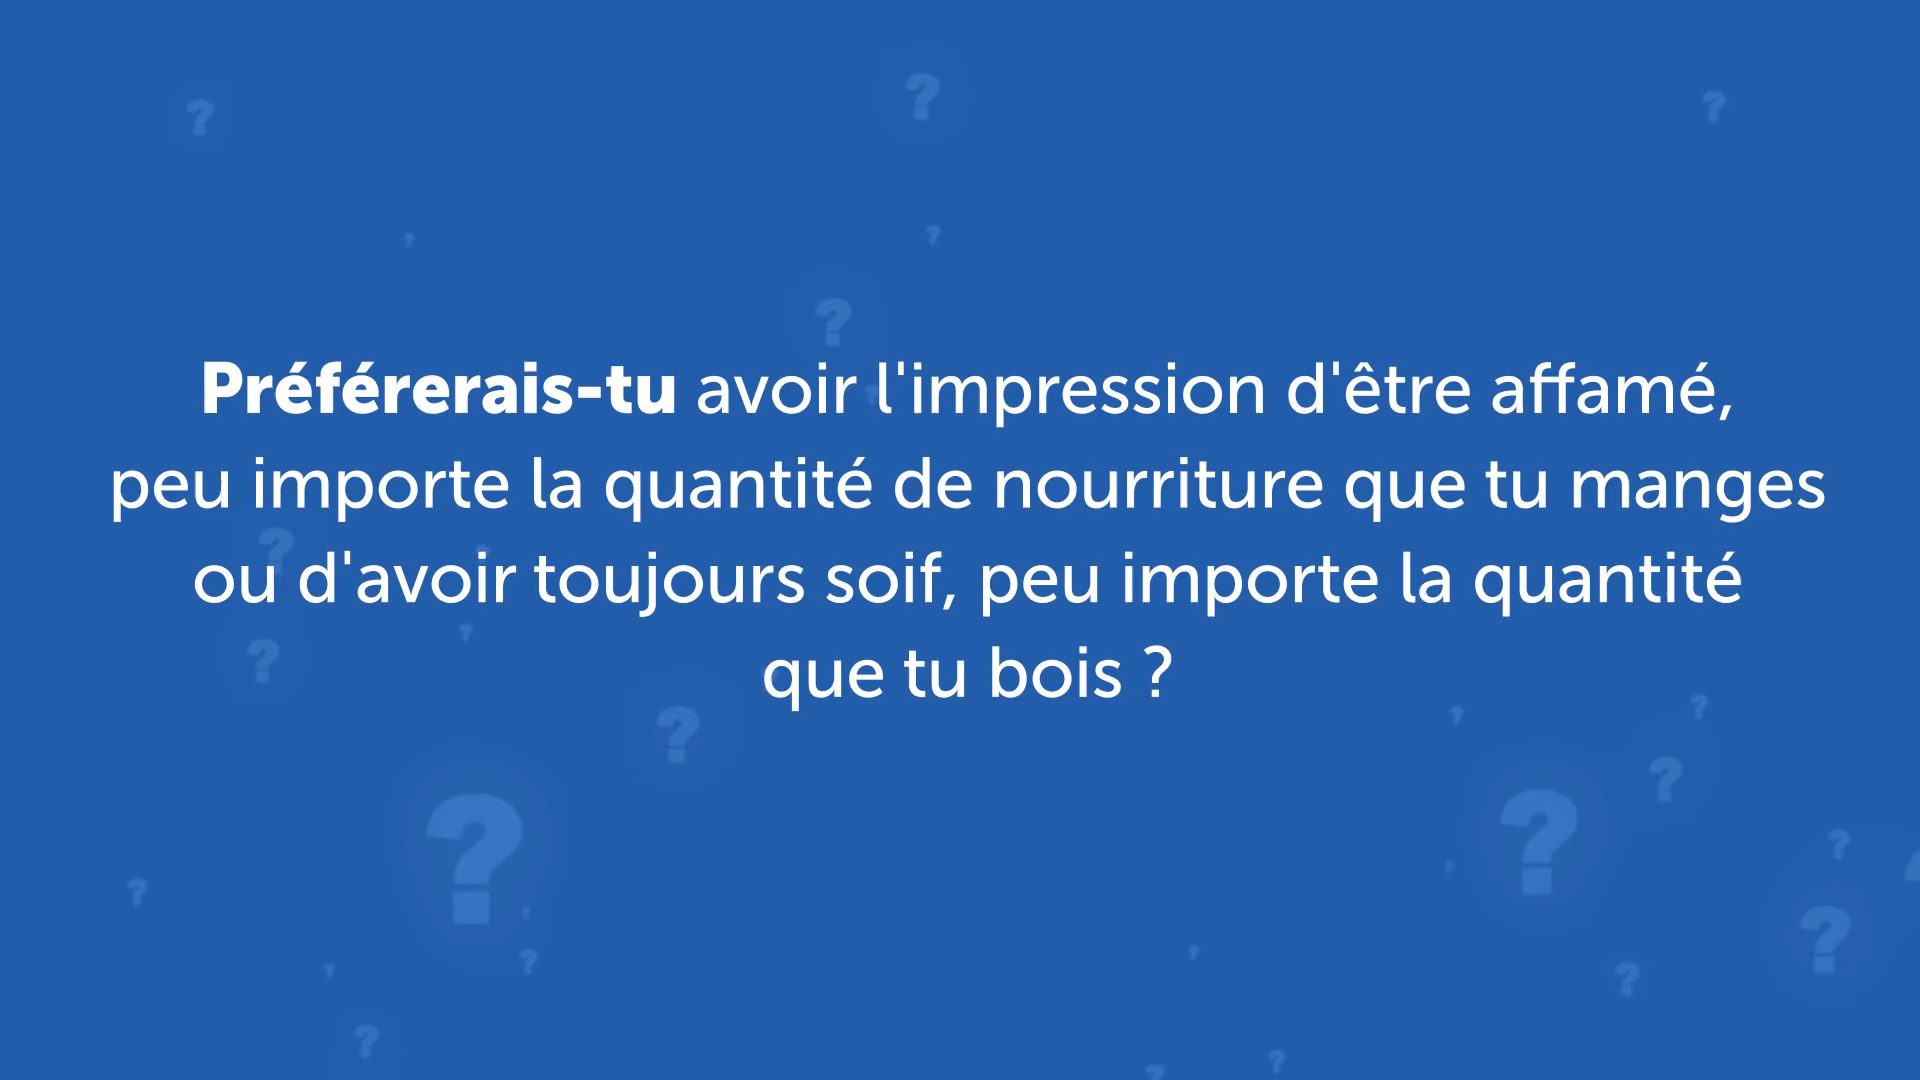 Préférerais-tu avoir l'impression d'être affamé,
peu importe la quantité de nourriture que tu manges
ou d'avoir toujours soif, peu importe la quantité
que tu bois ?